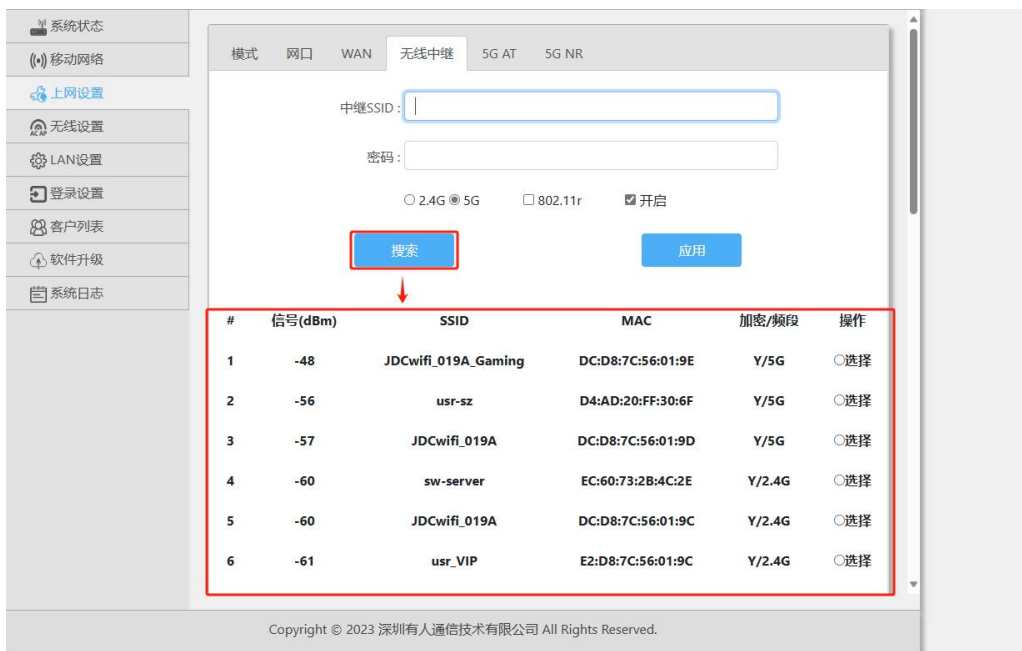 系统状态
移动网络
上网设置
AC AP
无线设置
LAN设置
登录设置
客户列表
软件升级
系统日志
模式 网口 WAN 无线中继 5G AT 5G NR
中继SSID :
密码 :
2.4G 5G 802.11r 开启
搜索 应用
# 信号(dBm) SSID MAC 加密/频段 操作
1 -48 JDCwifi_019A_Gaming DC:D8:7C:56:01:9E Y/5G 选择
2 -56 usr-sz D4:AD:20:FF:30:6F Y/5G 选择
3 -57 JDCwifi_019A DC:D8:7C:56:01:9D Y/5G 选择
4 -60 sw-server EC:60:73:2B:4C:2E Y/2.4G 选择
5 -60 JDCwifi_019A DC:D8:7C:56:01:9C Y/2.4G 选择
6 -61 usr_VIP E2:D8:7C:56:01:9C Y/2.4G 选择
Copyright © 2023 深圳有人通信技术有限公司 All Rights Reserved.